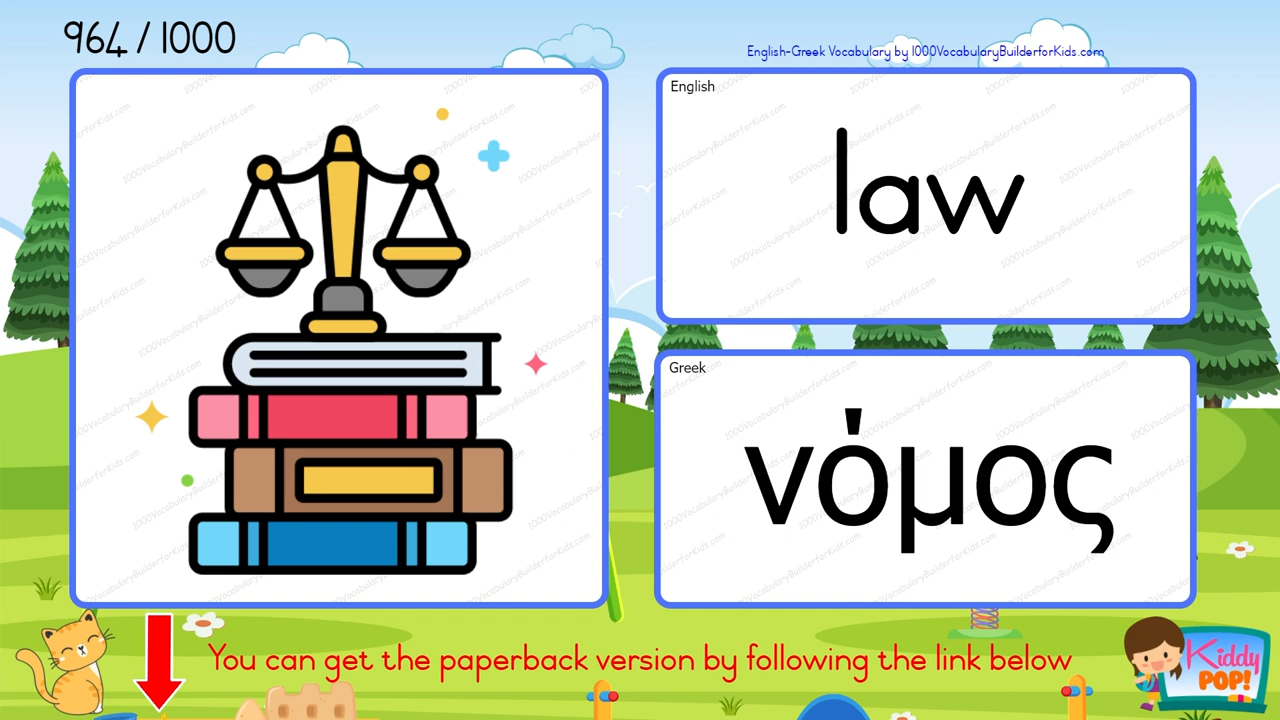 964 / 1000
English-Greek Vocabulary by 1000VocabularyBuilderforKids.com
English
law
Greek
νόμος
You can get the paperback version by following the link below
Kiddy
POP!